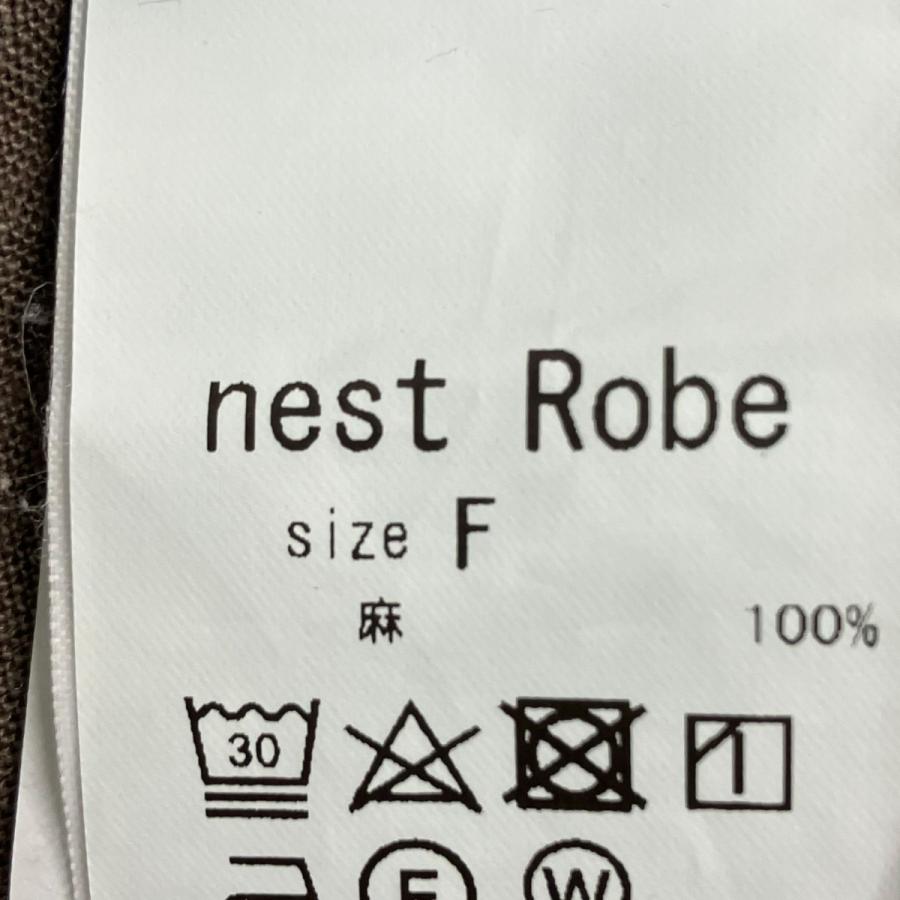 nest Robe
size F
麻 100%
30
F W